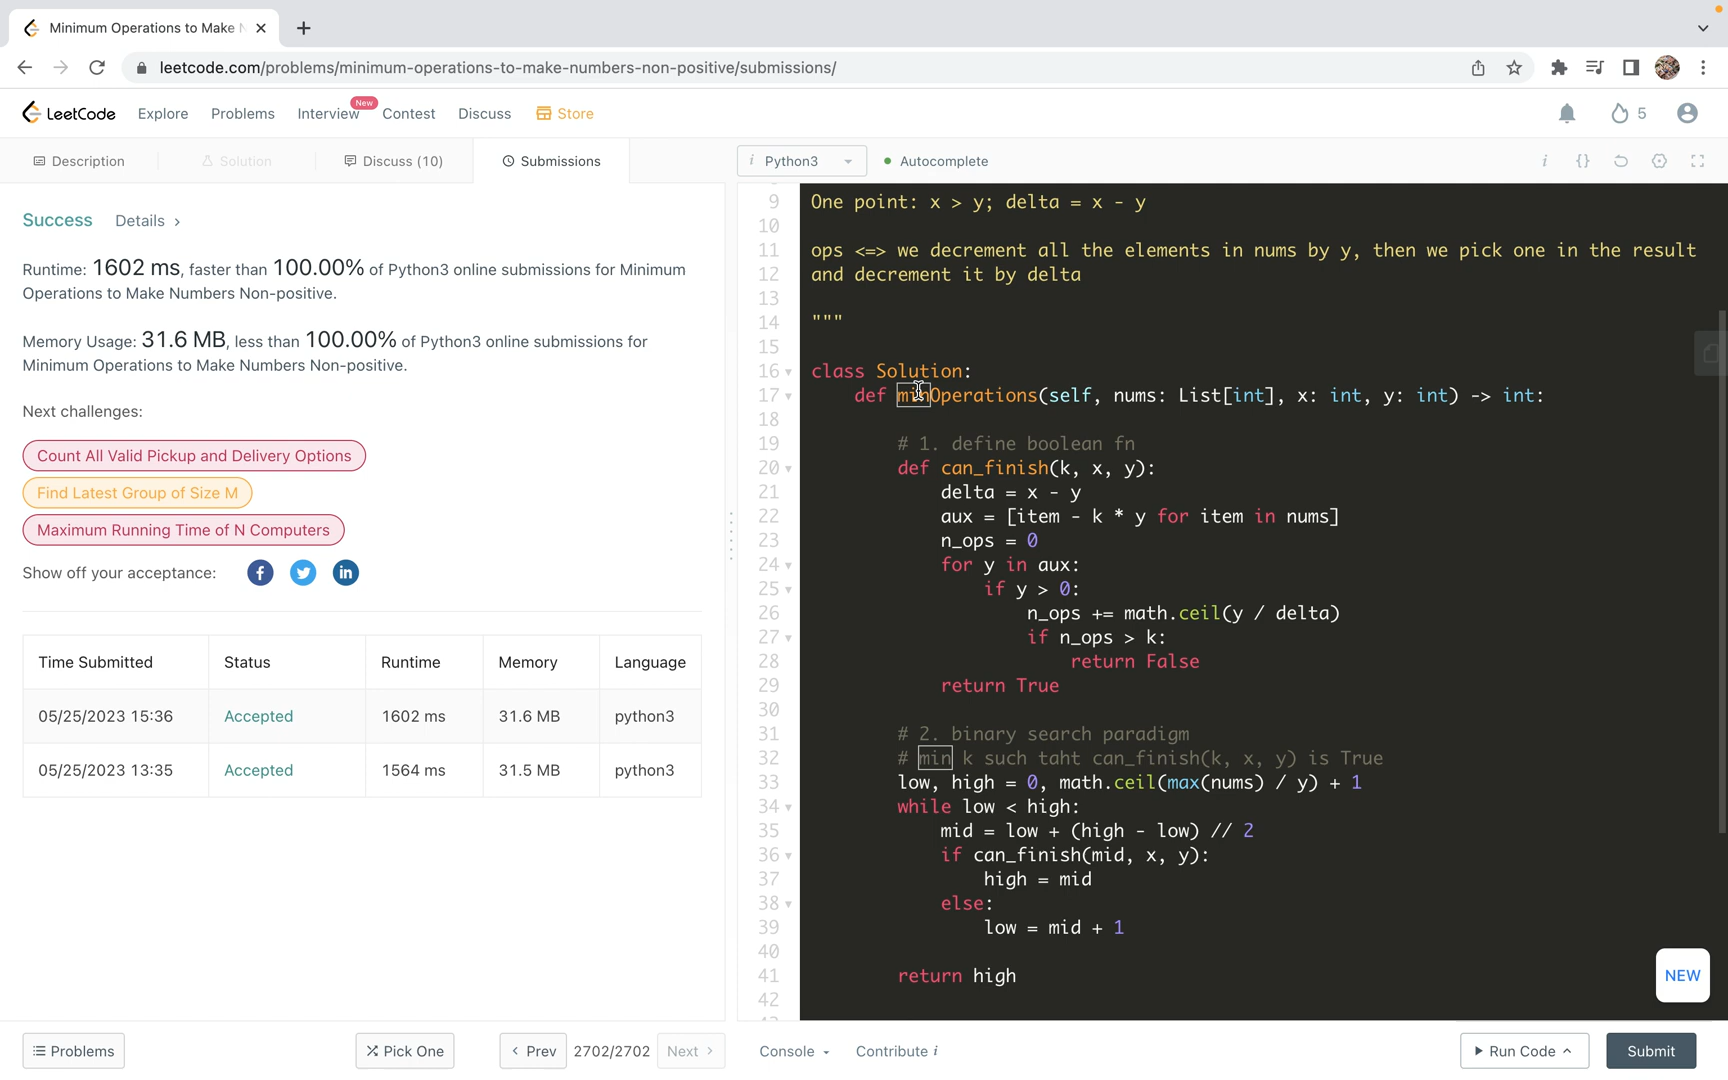 Minimum Operations to Make N
leetcode.com/problems/minimum-operations-to-make-numbers-non-positive/submissions/
LeetCode Explore Problems Interview New Contest Discuss Store 5
Description Solution Discuss (10) Submissions
Success Details >
Runtime: 1602 ms, faster than 100.00% of Python3 online submissions for Minimum
Operations to Make Numbers Non-positive.
Memory Usage: 31.6 MB, less than 100.00% of Python3 online submissions for
Minimum Operations to Make Numbers Non-positive.
Next challenges:
Count All Valid Pickup and Delivery Options
Find Latest Group of Size M
Maximum Running Time of N Computers
Show off your acceptance:
Time Submitted Status Runtime Memory Language
05/25/2023 15:36 Accepted 1602 ms 31.6 MB python3
05/25/2023 13:35 Accepted 1564 ms 31.5 MB python3
i Python3 Autocomplete i {}
9 One point: x > y; delta = x - y
10
11 ops <=> we decrement all the elements in nums by y, then we pick one in the result
12 and decrement it by delta
13
14 """
15
16 class Solution:
17 def minOperations(self, nums: List[int], x: int, y: int) -> int:
18
19 # 1. define boolean fn
20 def can_finish(k, x, y):
21 delta = x - y
22 aux = [item - k * y for item in nums]
23 n_ops = 0
24 for y in aux:
25 if y > 0:
26 n_ops += math.ceil(y / delta)
27 if n_ops > k:
28 return False
29 return True
30
31 # 2. binary search paradigm
32 # min k such taht can_finish(k, x, y) is True
33 low, high = 0, math.ceil(max(nums) / y) + 1
34 while low < high:
35 mid = low + (high - low) // 2
36 if can_finish(mid, x, y):
37 high = mid
38 else:
39 low = mid + 1
40
41 return high
42
NEW
Problems Pick One < Prev 2702/2702 Next > Console Contribute i Run Code Submit